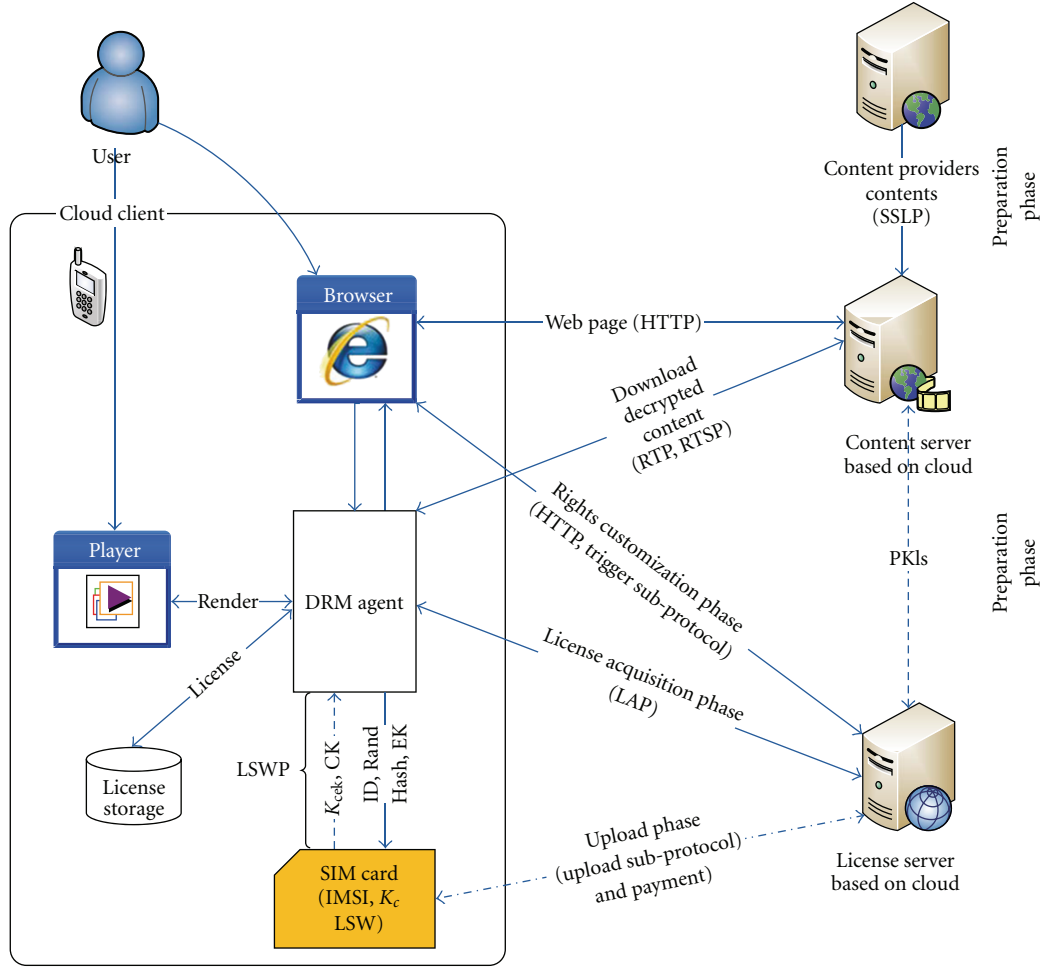 User
Content providers
contents
(SSLP)
Preparation
phase
Cloud client
Browser
Web page (HTTP)
Download
decrypted
content
(RTP, RTSP)
Content server
based on cloud
Rights customization phase
(HTTP, trigger sub-protocol)
PKls
Preparation
phase
Player
Render
DRM agent
License
License acquisition phase
(LAP)
LSWP
Kcek, CK
ID, Rand
Hash, EK
License
storage
Upload phase
(upload sub-protocol)
and payment)
License server
based on cloud
SIM card
(IMSI, Kc
LSW)